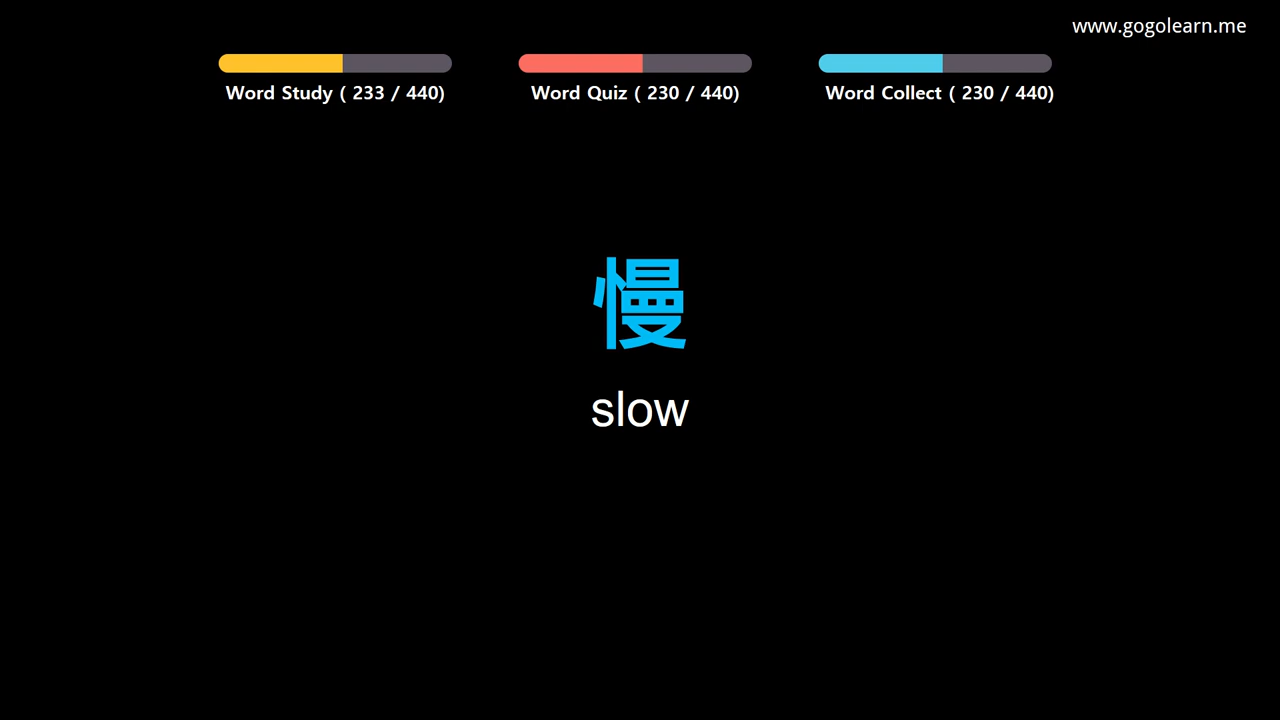 www.gogolearn.me
Word Study ( 233 / 440)
Word Quiz ( 230 / 440)
Word Collect ( 230 / 440)
慢
slow